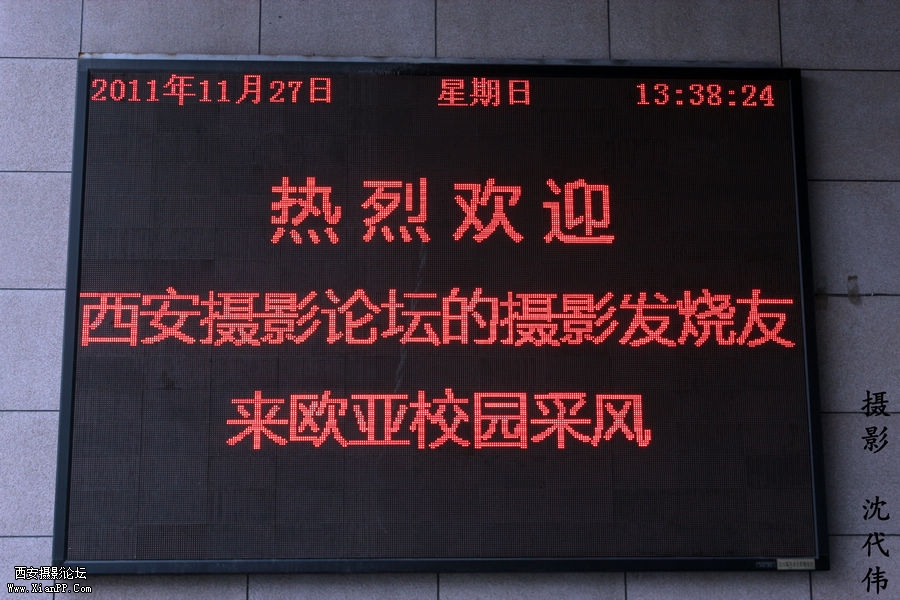 2011年11月27日 星期日 13:38:24
热烈欢迎
西安摄影论坛的摄影发烧友
来欧亚校园采风
摄影 沈代伟
西安摄影论坛
www.XianPP.Com